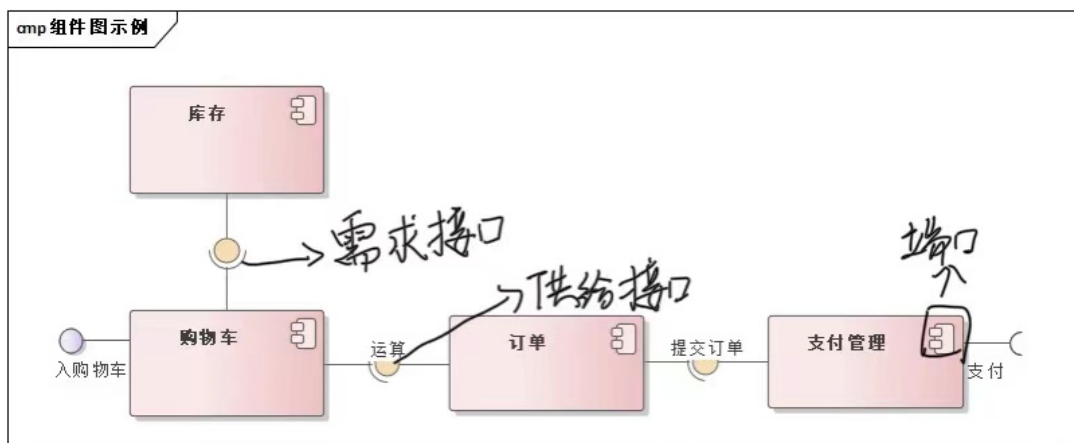 cmp 组件图示例
库存
需求接口
供给接口
端口
购物车
运算
订单
提交订单
支付管理
入购物车
支付